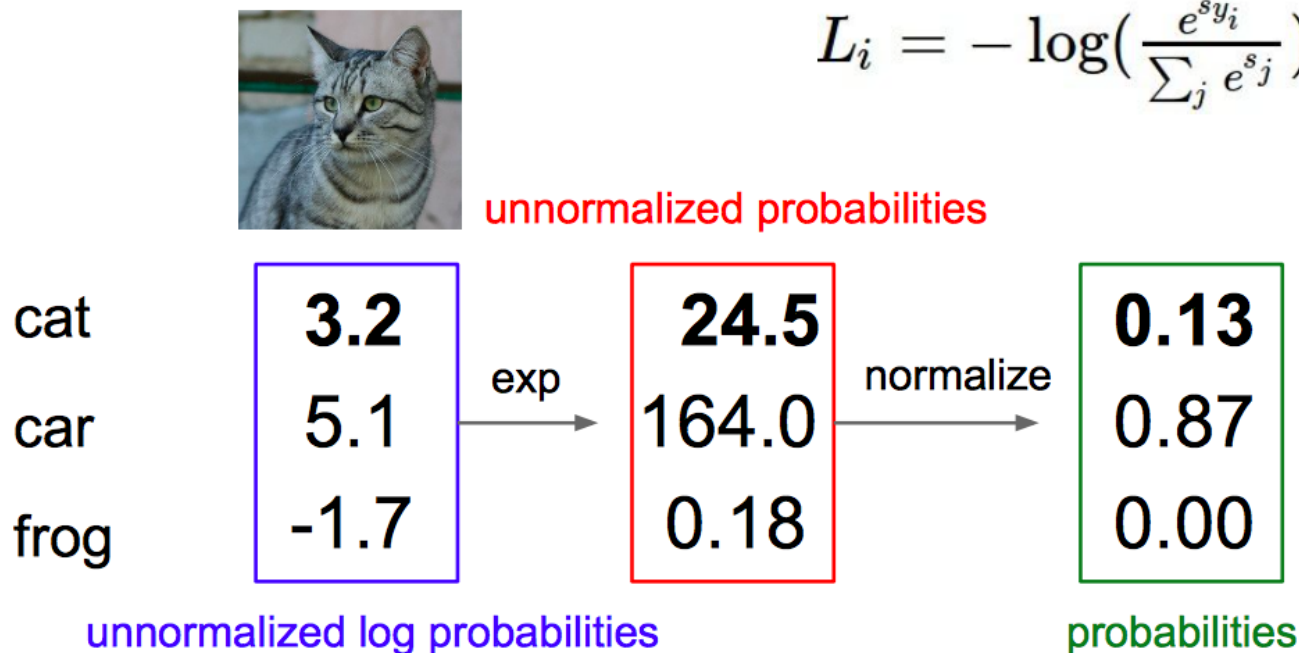 L_i = − log( e^{s_{y_i}} / ∑_j e^{s_j} )
unnormalized probabilities
cat 3.2 24.5 0.13
exp normalize
car 5.1 164.0 0.87
frog -1.7 0.18 0.00
unnormalized log probabilities probabilities